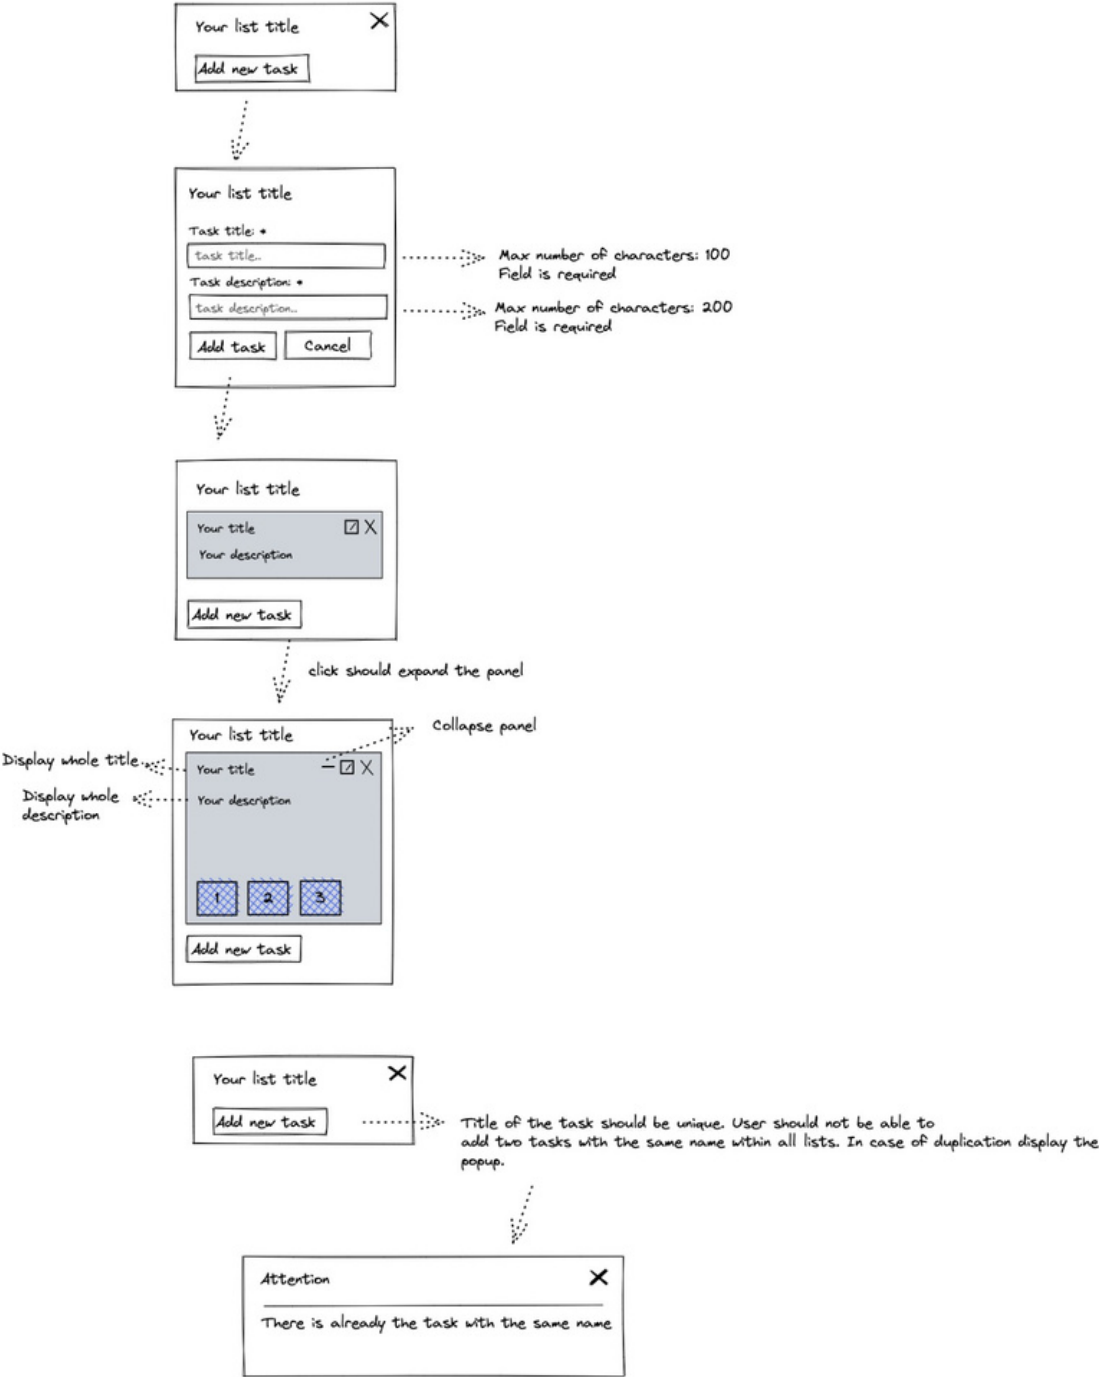 Your list title
Add new task
Your list title
Task title: *
task title..
Max number of characters: 100
Field is required
Task description: *
task description..
Max number of characters: 200
Field is required
Add task
Cancel
Your list title
Your title
Your description
Add new task
click should expand the panel
Collapse panel
Your list title
Display whole title
Your title
Display whole
description
Your description
1
2
3
Add new task
Your list title
Add new task
Title of the task should be unique. User should not be able to
add two tasks with the same name within all lists. In case of duplication display the
popup.
Attention
There is already the task with the same name